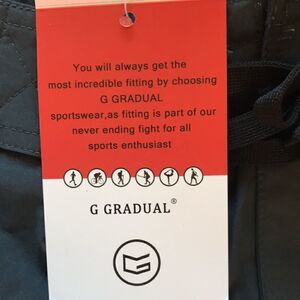 You will always get the
most incredible fitting by choosing
G GRADUAL
sportswear,as fitting is part of our
never ending fight for all
sports enthusiast
G GRADUAL®
G